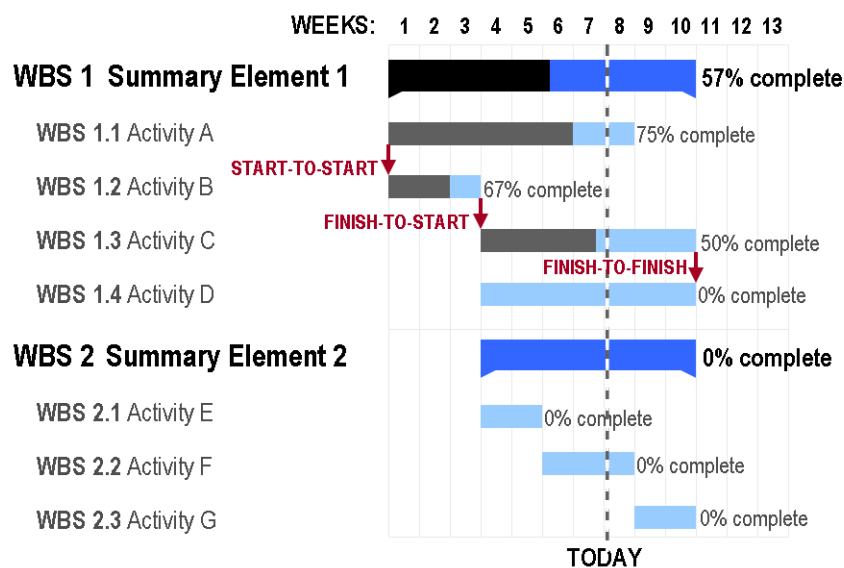 WEEKS: 1 2 3 4 5 6 7 8 9 10 11 12 13
WBS 1 Summary Element 1 57% complete
WBS 1.1 Activity A 75% complete
START-TO-START
WBS 1.2 Activity B 67% complete
FINISH-TO-START
WBS 1.3 Activity C 50% complete
FINISH-TO-FINISH
WBS 1.4 Activity D 0% complete
WBS 2 Summary Element 2 0% complete
WBS 2.1 Activity E 0% complete
WBS 2.2 Activity F 0% complete
WBS 2.3 Activity G 0% complete
TODAY